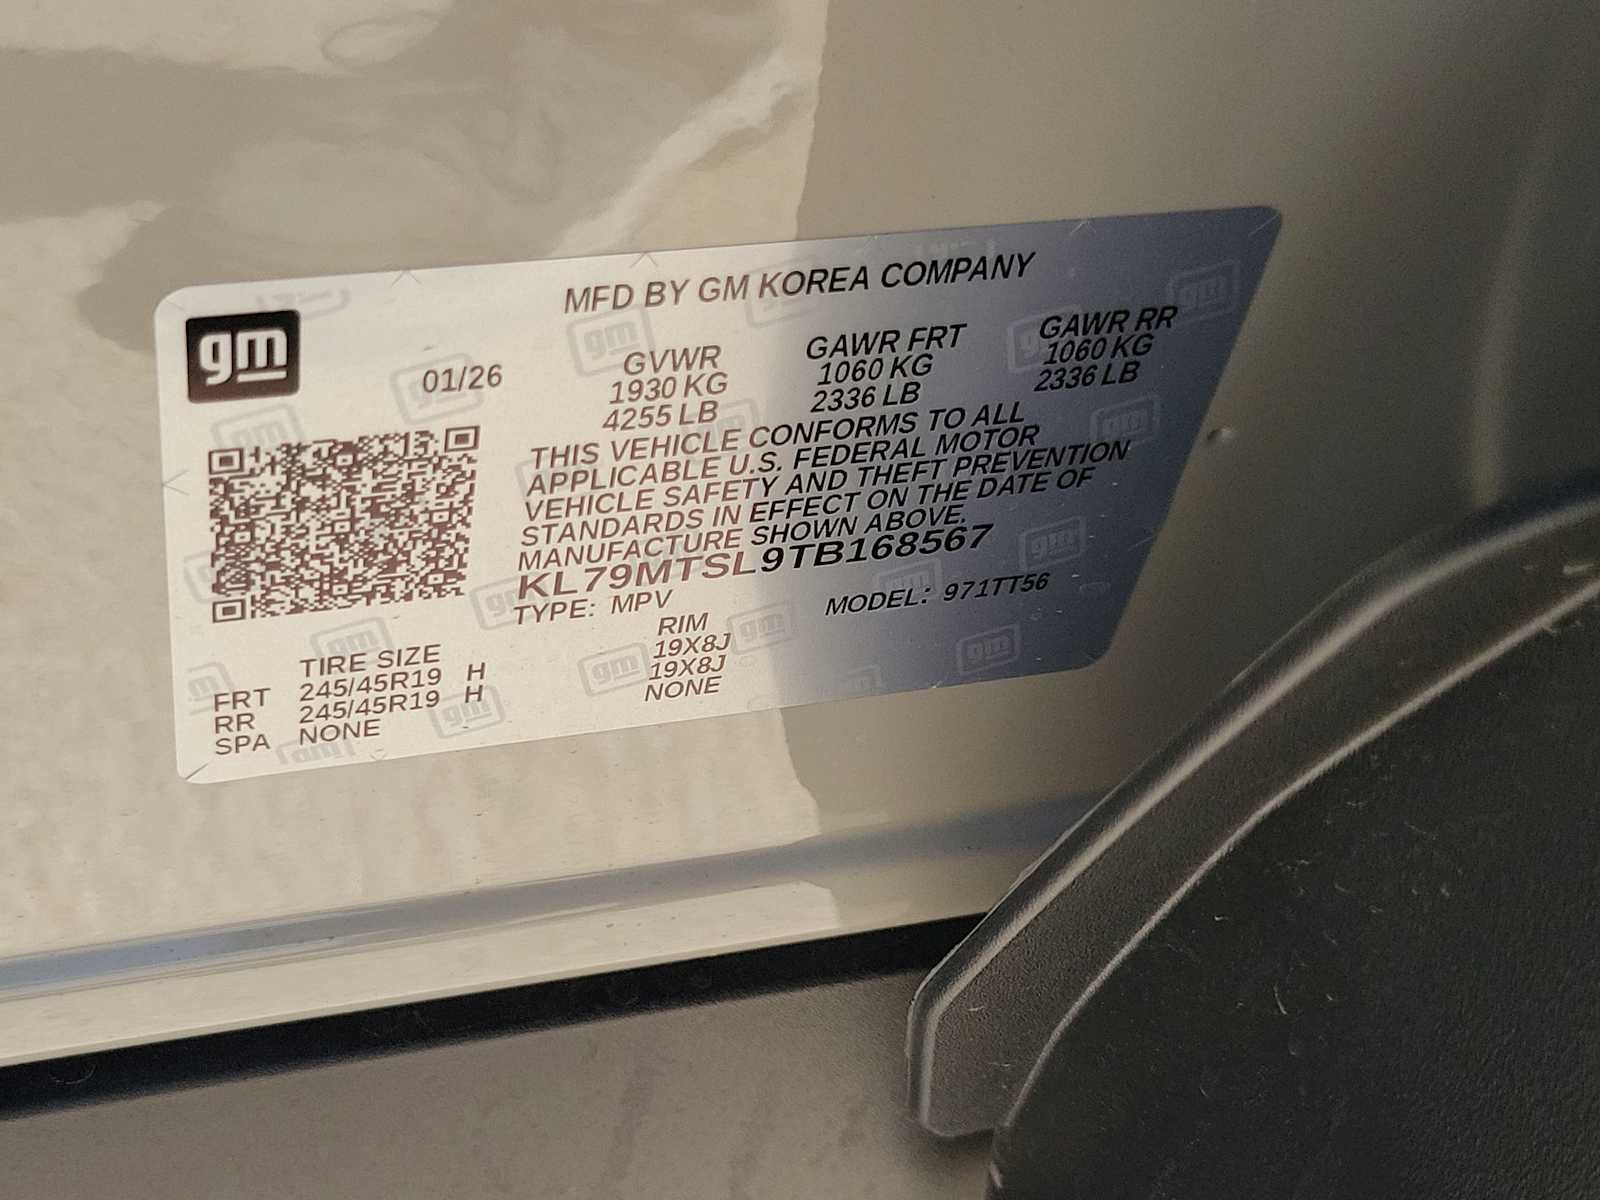 MFD BY GM KOREA COMPANY
gm
01/26
GVWR GAWR FRT GAWR RR
1930 KG 1060 KG 1060 KG
4255 LB 2336 LB 2336 LB
THIS VEHICLE CONFORMS TO ALL
APPLICABLE U.S. FEDERAL MOTOR
VEHICLE SAFETY AND THEFT PREVENTION
STANDARDS IN EFFECT ON THE DATE OF
MANUFACTURE SHOWN ABOVE.
KL79MTSL9TB168567
TYPE: MPV MODEL: 971TT56
TIRE SIZE RIM
FRT 245/45R19 H 19X8J
RR 245/45R19 H 19X8J
SPA NONE NONE